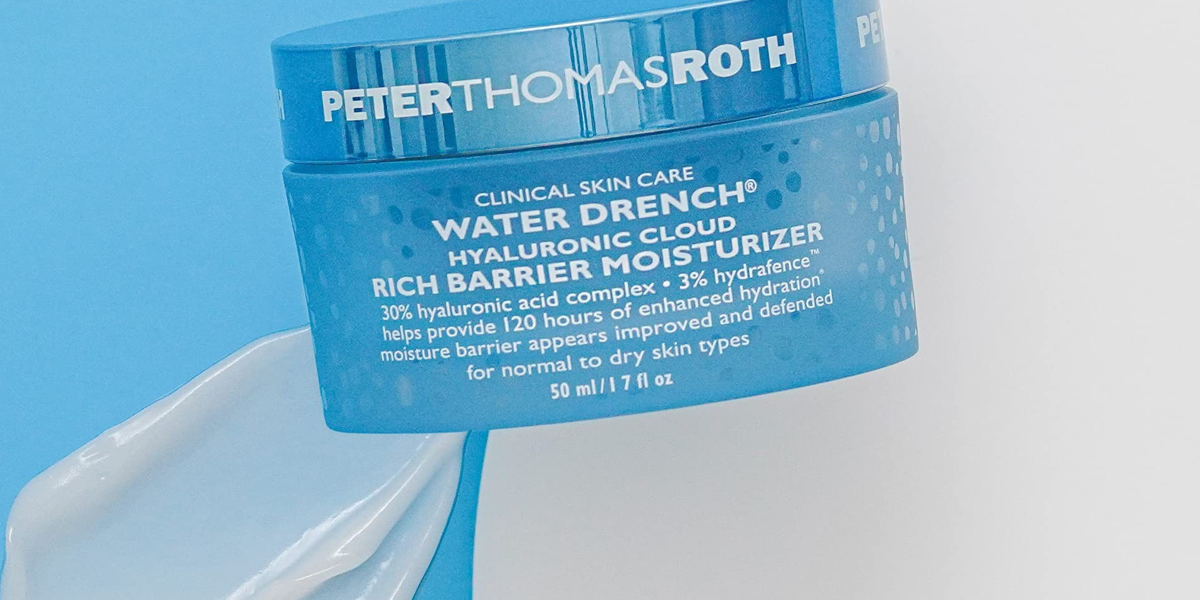 PETERTHOMASROTH PE
CLINICAL SKIN CARE
WATER DRENCH®
HYALURONIC CLOUD
RICH BARRIER MOISTURIZER
30% hyaluronic acid complex • 3% hydrafence™
helps provide 120 hours of enhanced hydration*
moisture barrier appears improved and defended
for normal to dry skin types
50 ml/1 7 fl oz